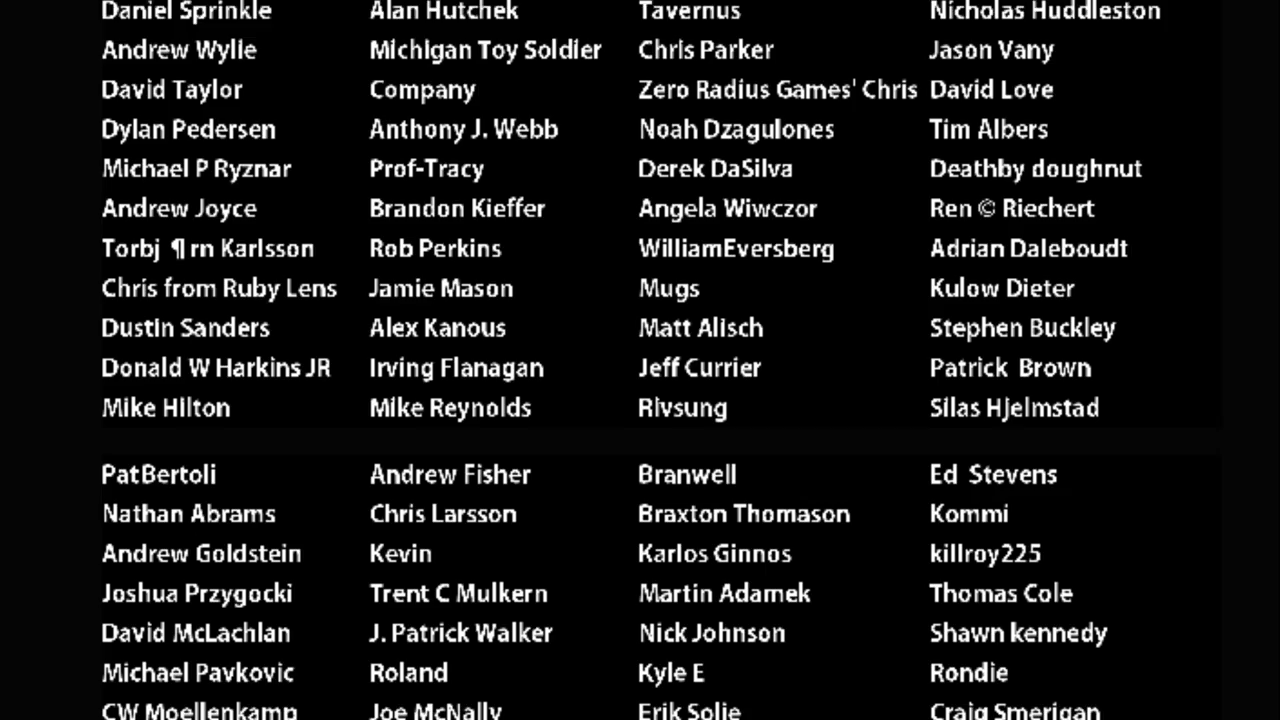 Daniel Sprinkle
Andrew Wylie
David Taylor
Dylan Pedersen
Michael P Ryznar
Andrew Joyce
Torbj ¶rn Karlsson
Chris from Ruby Lens
Dustin Sanders
Donald W Harkins JR
Mike Hilton
Alan Hutchek
Michigan Toy Soldier
Company
Anthony J. Webb
Prof-Tracy
Brandon Kieffer
Rob Perkins
Jamie Mason
Alex Kanous
Irving Flanagan
Mike Reynolds
Tavernus
Chris Parker
Zero Radius Games' Chris
Noah Dzagulones
Derek DaSilva
Angela Wiwczor
WilliamEversberg
Mugs
Matt Alisch
Jeff Currier
Rivsung
Nicholas Huddleston
Jason Vany
David Love
Tim Albers
Deathby doughnut
Ren © Riechert
Adrian Daleboudt
Kulow Dieter
Stephen Buckley
Patrick Brown
Silas Hjelmstad
PatBertoli
Nathan Abrams
Andrew Goldstein
Joshua Przygocki
David McLachlan
Michael Pavkovic
CW Moellenkamp
Andrew Fisher
Chris Larsson
Kevin
Trent C Mulkern
J. Patrick Walker
Roland
Joe McNally
Branwell
Braxton Thomason
Karlos Ginnos
Martin Adamek
Nick Johnson
Kyle E
Erik Solie
Ed Stevens
Kommi
killroy225
Thomas Cole
Shawn kennedy
Rondie
Craig Smerigan